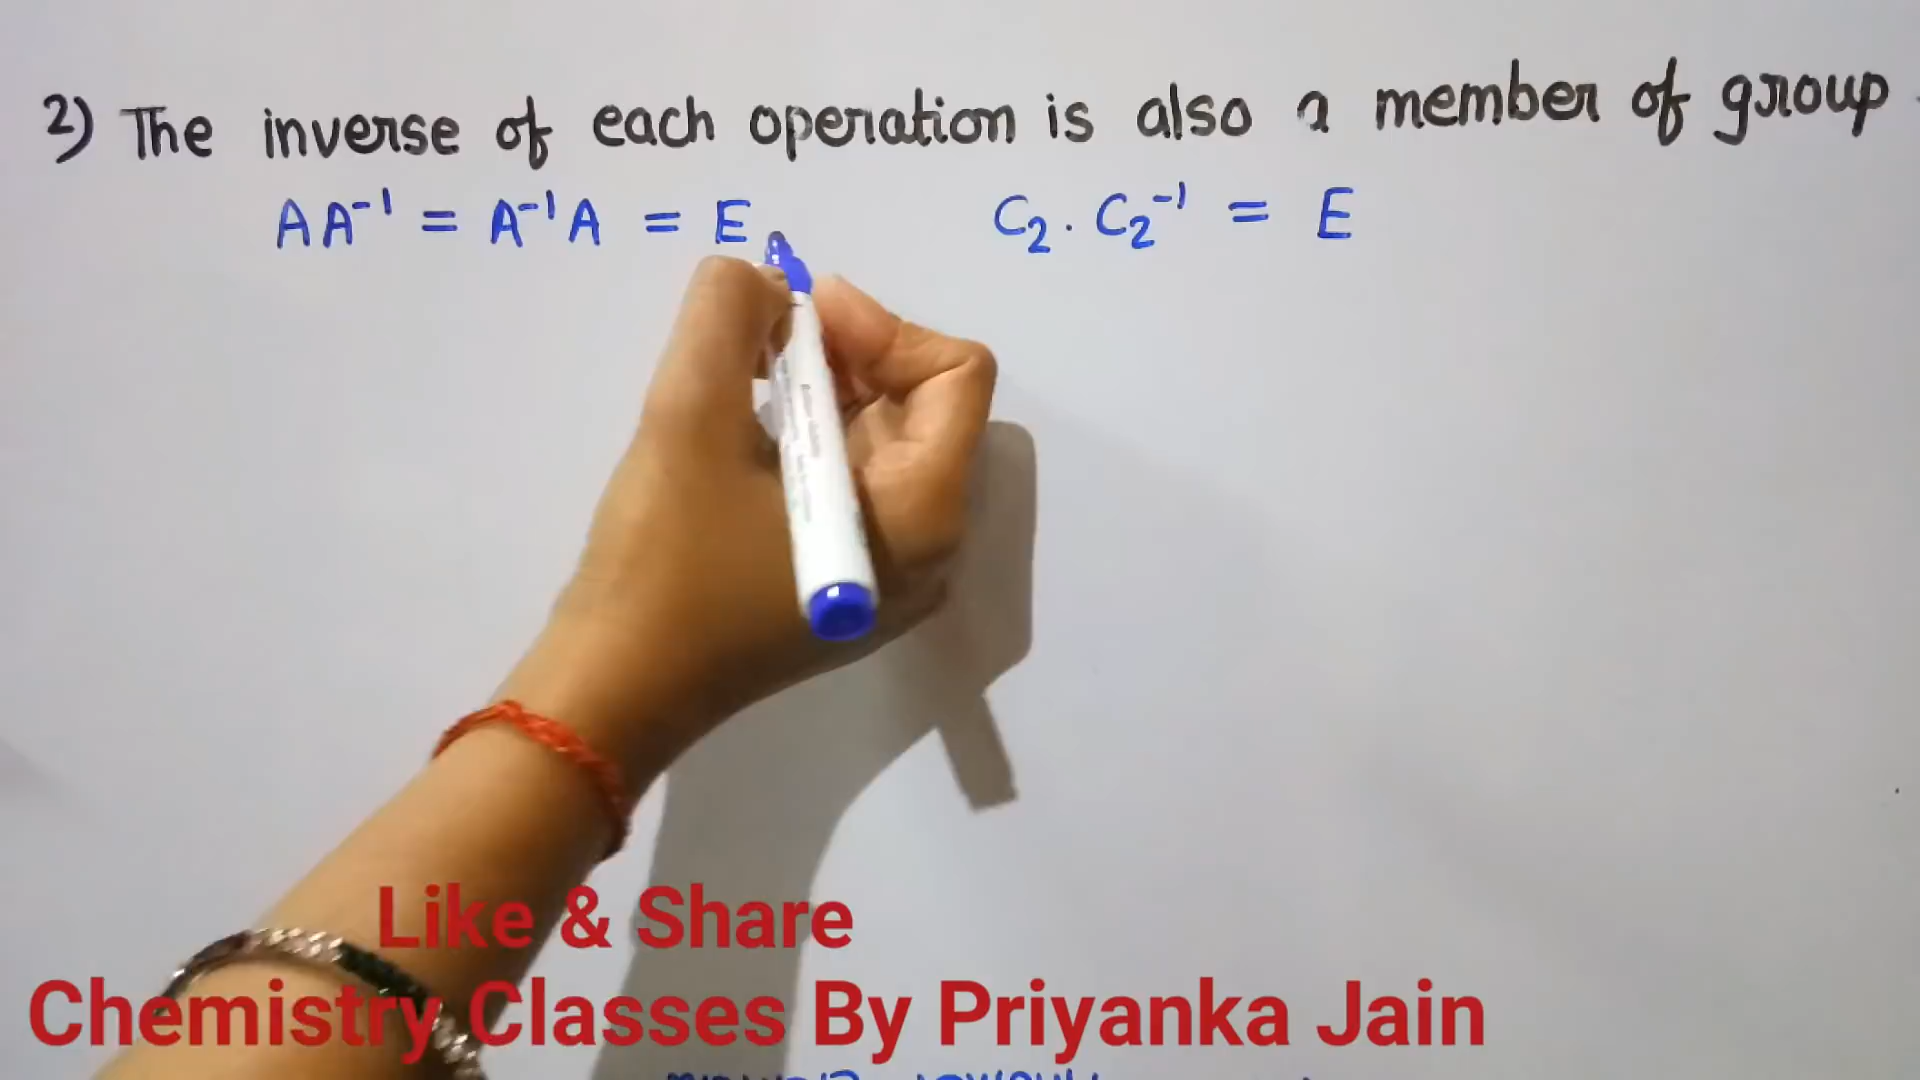 2) The inverse of each operation is also a member of group.
AA⁻¹ = A⁻¹A = E C₂ . C₂⁻¹ = E
Like & Share
Chemistry Classes By Priyanka Jain